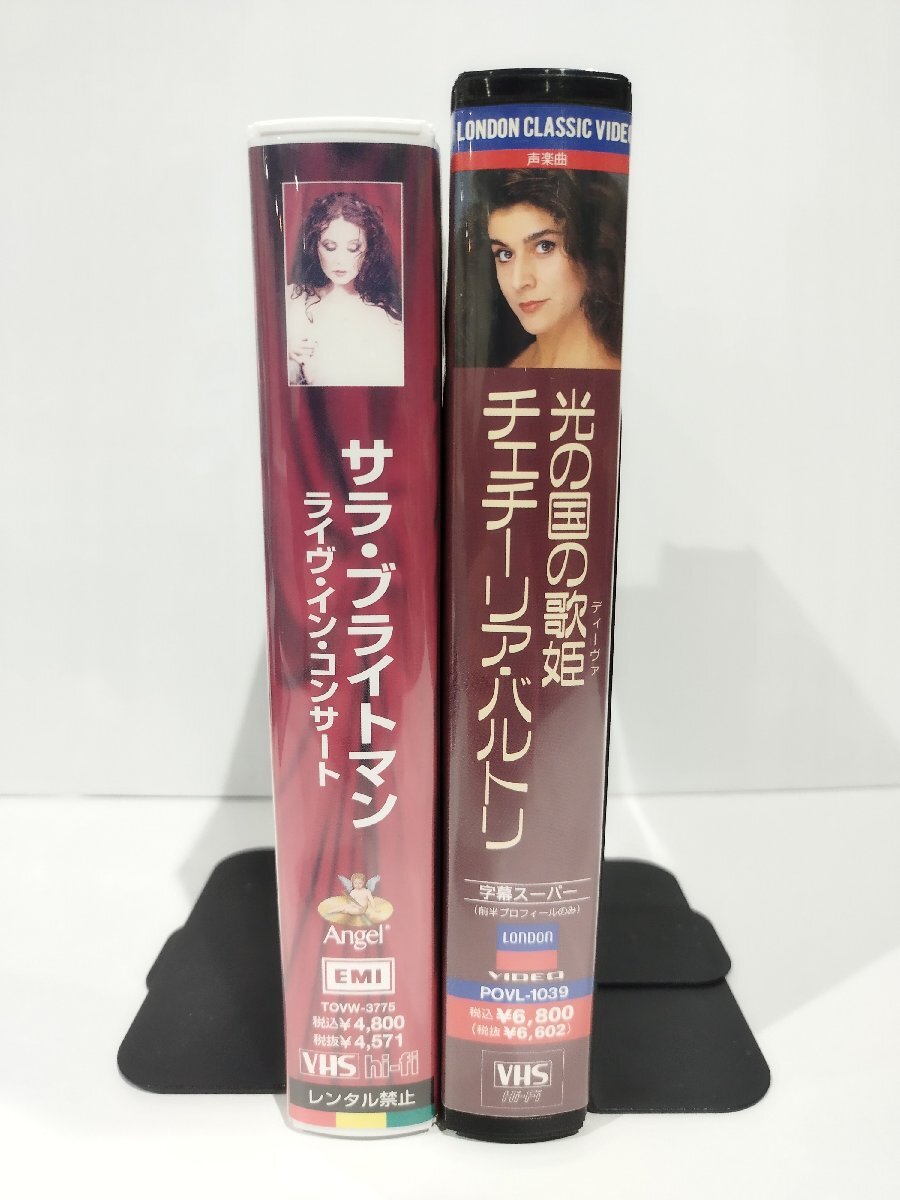 サラ・ブライトマン
ライヴ・イン・コンサート
Angel®
EMI
TOVW-3775
税込¥4,800
税抜¥4,571
VHS hi-fi
レンタル禁止
LONDON CLASSIC VIDEO
声楽曲
光の国の歌姫
ディーヴァ
チェチーリア・バルトリ
字幕スーパー
(前半プロフィールのみ)
LONDON
VIDEO
POVL-1039
税込¥6,800
(税抜¥6,602)
VHS
Hi-Fi